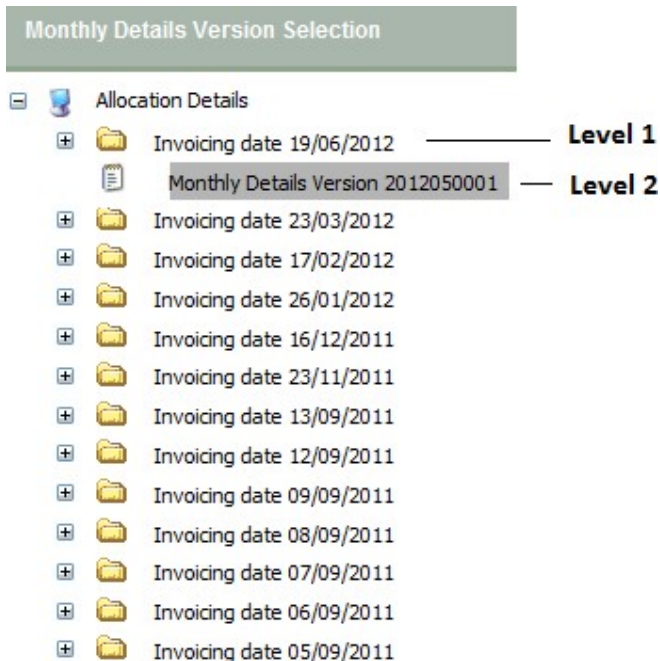 Monthly Details Version Selection
Allocation Details
Invoicing date 19/06/2012 Level 1
Monthly Details Version 2012050001 Level 2
Invoicing date 23/03/2012
Invoicing date 17/02/2012
Invoicing date 26/01/2012
Invoicing date 16/12/2011
Invoicing date 23/11/2011
Invoicing date 13/09/2011
Invoicing date 12/09/2011
Invoicing date 09/09/2011
Invoicing date 08/09/2011
Invoicing date 07/09/2011
Invoicing date 06/09/2011
Invoicing date 05/09/2011